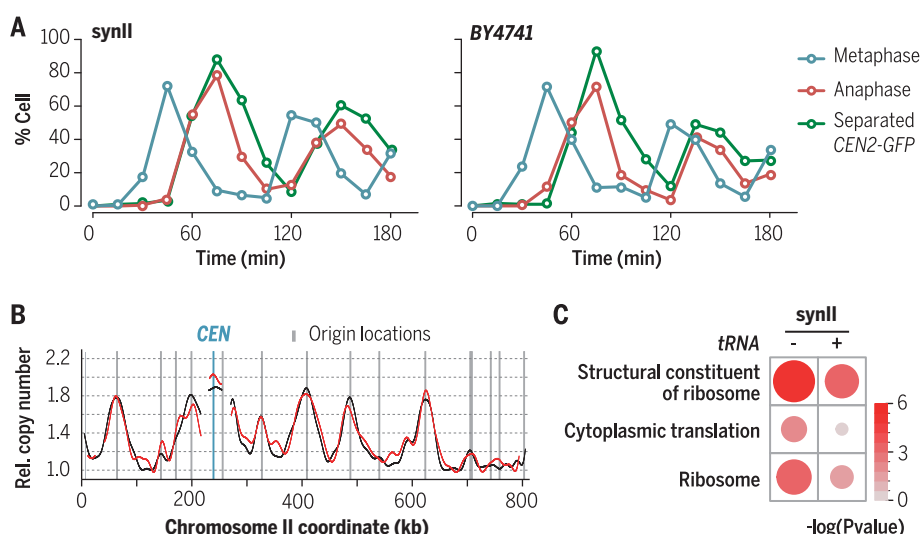 A
synII
BY4741
100
80
60
40
20
0
% Cell
0 60 120 180
Time (min)
0 60 120 180
Time (min)
Metaphase
Anaphase
Separated
CEN2-GFP
B
CEN
Origin locations
2.2
1.8
1.4
1.0
Rel. copy number
0 200 400 600 800
Chromosome II coordinate (kb)
C
synII
tRNA - +
Structural constituent
of ribosome
Cytoplasmic translation
Ribosome
6
3
0
-log(Pvalue)